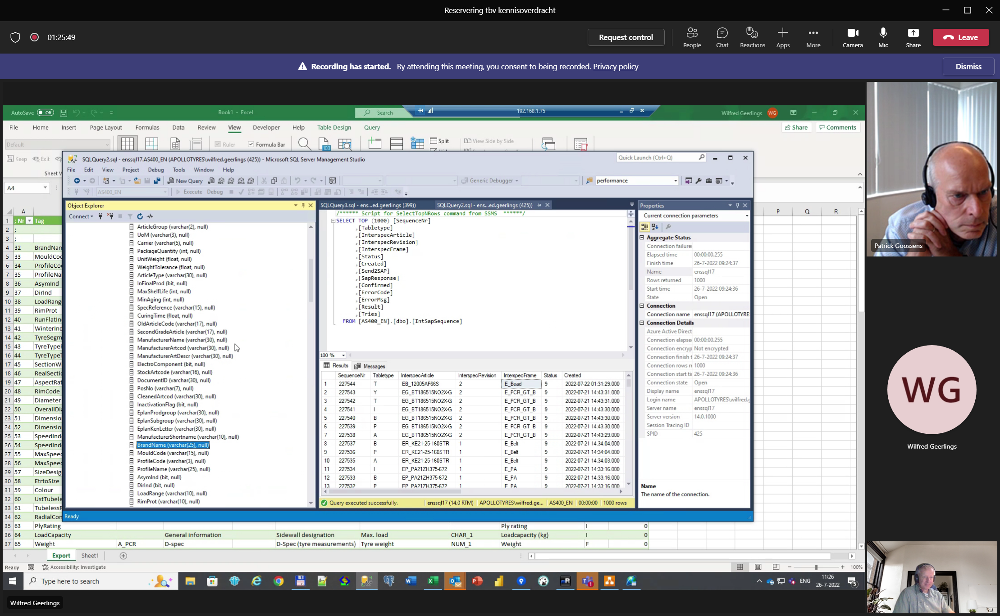 Reservering tbv kennisoverdracht
01:25:49
Request control
People
Chat
Reactions
Apps
More
Camera
Mic
Share
Leave
Recording has started. By attending this meeting, you consent to being recorded. Privacy policy
Dismiss
AutoSave Off
Book1 - Excel
Search
192.168.1.75
Wilfred Geerlings WG
File Home Insert Page Layout Formulas Data Review View Developer Help Table Design Query
Share Comments
Default
Ruler
Formula Bar
Split
View Side by Side
Keep Exit
Sheet V
A4
SQLQuery2.sql - enssql17.AS400_EN (APOLLOTYRES\wilfred.geerlings (425)) - Microsoft SQL Server Management Studio
Quick Launch (Ctrl+Q)
File Edit View Project Debug Tools Window Help
New Query
Generic Debugger
performance
AS400_EN
Execute Debug
Object Explorer
Connect
ArticleGroup (varchar(2), null)
UoM (varchar(3), null)
Carrier (varchar(5), null)
PackageQuantity (int, null)
UnitWeight (float, null)
WeightTolerance (float, null)
ArticleType (varchar(30), null)
InFinalProd (bit, null)
MaxShelfLife (int, null)
MinAging (int, null)
SpecReference (varchar(15), null)
CuringTime (float, null)
OldArticleCode (varchar(17), null)
SecondGradeArticle (varchar(17), null)
ManufacturerName (varchar(30), null)
ManufacturerArtcod (varchar(30), null)
ManufacturerArtDescr (varchar(30), null)
ElectroComponent (bit, null)
StockArtcode (varchar(16), null)
DocumentID (varchar(30), null)
PosNo (varchar(7), null)
CleanedArtcod (varchar(30), null)
InactivationFlag (bit, null)
EplanProdgroup (varchar(30), null)
EplanSubgroup (varchar(30), null)
EplanKenLetter (varchar(30), null)
ManufacturerShortname (varchar(10), null)
BrandName (varchar(25), null)
MouldCode (varchar(15), null)
ProfileCode (varchar(3), null)
ProfileName (varchar(25), null)
AsymInd (bit, null)
DirInd (bit, null)
LoadRange (varchar(10), null)
RimProt (varchar(10), null)
SQLQuery3.sql - ens...ed.geerlings (399))
SQLQuery2.sql - ens...ed.geerlings (425))
/****** Script for SelectTopNRows command from SSMS ******/
SELECT TOP (1000) [SequenceNr]
,[Tabletype]
,[InterspecArticle]
,[InterspecRevision]
,[InterspecFrame]
,[Status]
,[Created]
,[Send2SAP]
,[SapResponse]
,[Confirmed]
,[ErrorCode]
,[ErrorMsg]
,[Result]
,[Tries]
FROM [AS400_EN].[dbo].[IntSapSequence]
100 %
Results Messages
SequenceNr Tabletype InterspecArticle InterspecRevision InterspecFrame Status Created
1 227544 T EB_12005AF66S 2 E_Bead 9 2022-07-22 01:31:29.000
2 227543 Y EG_BT186515NO2X-G 2 E_PCR_GT_B 9 2022-07-21 14:43:31.000
3 227542 T EG_BT186515NO2X-G 2 E_PCR_GT_B 9 2022-07-21 14:43:31.000
4 227541 I EG_BT186515NO2X-G 2 E_PCR_GT_B 9 2022-07-21 14:43:30.000
5 227540 B EG_BT186515NO2X-G 2 E_PCR_GT_B 9 2022-07-21 14:43:30.000
6 227539 P EG_BT186515NO2X-G 2 E_PCR_GT_B 9 2022-07-21 14:43:30.000
7 227538 A EG_BT186515NO2X-G 2 E_PCR_GT_B 9 2022-07-21 14:43:29.000
8 227537 B ER_KE21-25-160STR 1 E_Belt 9 2022-07-21 14:34:04.000
9 227536 P ER_KE21-25-160STR 1 E_Belt 9 2022-07-21 14:34:04.000
10 227535 A ER_KE21-25-160STR 1 E_Belt 9 2022-07-21 14:34:03.000
11 227534 I EP_PA21ZH375-672 1 E_PA 9 2022-07-21 14:33:16.000
12 227533 B EP_PA21ZH375-672 1 E_PA 9 2022-07-21 14:33:16.000
13 227532 P EP_PA21ZH375-672 1 E_PA 9 2022-07-21 14:33:16.000
Query executed successfully. enssql17 (14.0 RTM) APOLLOTYRES\wilfred.ge... AS400_EN 00:00:00 1000 rows
Properties
Current connection parameters
Aggregate Status
Connection failures
Elapsed time 00:00:00.255
Finish time 26-7-2022 09:24:37
Name enssql17
Rows returned 1000
Start time 26-7-2022 09:24:36
State Open
Connection
Connection name enssql17 (APOLLOTYRE
Connection Details
Azure Active Direct
Connection elapse 00:00:00.255
Connection encryp Not encrypted
Connection finish t 26-7-2022 09:24:37
Connection rows re 1000
Connection start ti 26-7-2022 09:24:36
Connection state Open
Display name enssql17
Login name APOLLOTYRES\wilfred.g
Server name enssql17
Server version 14.0.1000
Session Tracing ID
SPID 425
Name
The name of the connection.
Ready
A P Q R
1 ; Nr Tag
2 ;
3 ;
4 32 BrandNam
5 33 MouldCod
6 34 ProfileCod
7 35 ProfileNa
8 36 AsymInd
9 37 DirInd
10 38 LoadRange
11 39 RimProt
12 40 RunFlatInd
13 41 WinterInd
14 42 TyreSegm
15 43 TyreTypeP
16 44 TyreTypeT
17 45 SectionWi
18 46 RealSectio
19 47 AspectRat
20 48 RimCode
21 49 Diameter
22 50 OverallDia
23 51 Dimension
24 52 Dimension
25 53 SpeedInde
26 54 SpeedInde
27 55 MaxSpeed
28 56 MaxSpeed
29 57 SizeDesig
30 58 EtrtoSize
31 59 Colour
32 60 UstTubele
33 61 TubelessR
34 62 RadialCon
35 63 PlyRating Ply rating I 0
36 64 LoadCapacity General information Sidewall designation Max. load CHAR_1 Loadcapacity (kg) I 0
37 65 Weight A_PCR D-spec D-Spec (tyre measurements) Tyre weight NUM_1 Weight F 0
Export Sheet1
Ready Accessibility: Investigate 100%
Type here to search
ENG
11:26
26-7-2022
5
Wilfred Geerlings
Patrick Goossens
WG
Wilfred Geerlings